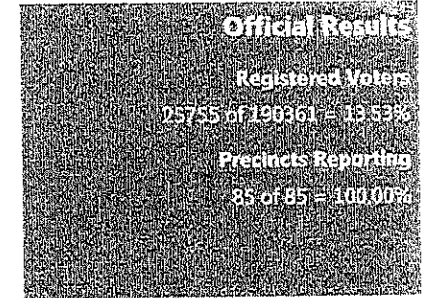 Official Results
Registered Voters
25755 of 190361 = 13.53%
Precincts Reporting
85 of 85 = 100.00%